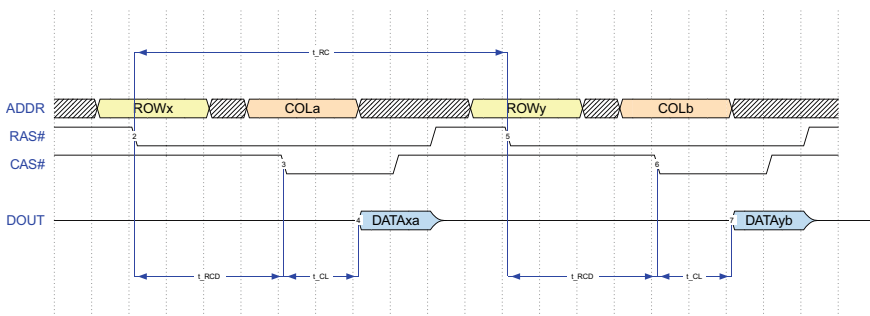 t_RC
ADDR ROWx COLa ROWy COLb
RAS# 2 5
CAS# 3 6
DOUT 4 DATAxa 7 DATAyb
t_RCD t_CL t_RCD t_CL